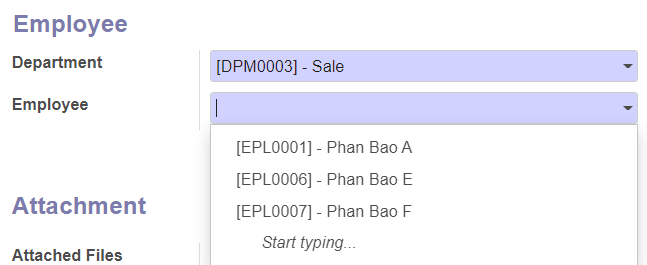 Employee
Department
[DPM0003] - Sale
Employee
[EPL0001] - Phan Bao A
[EPL0006] - Phan Bao E
[EPL0007] - Phan Bao F
Start typing...
Attachment
Attached Files